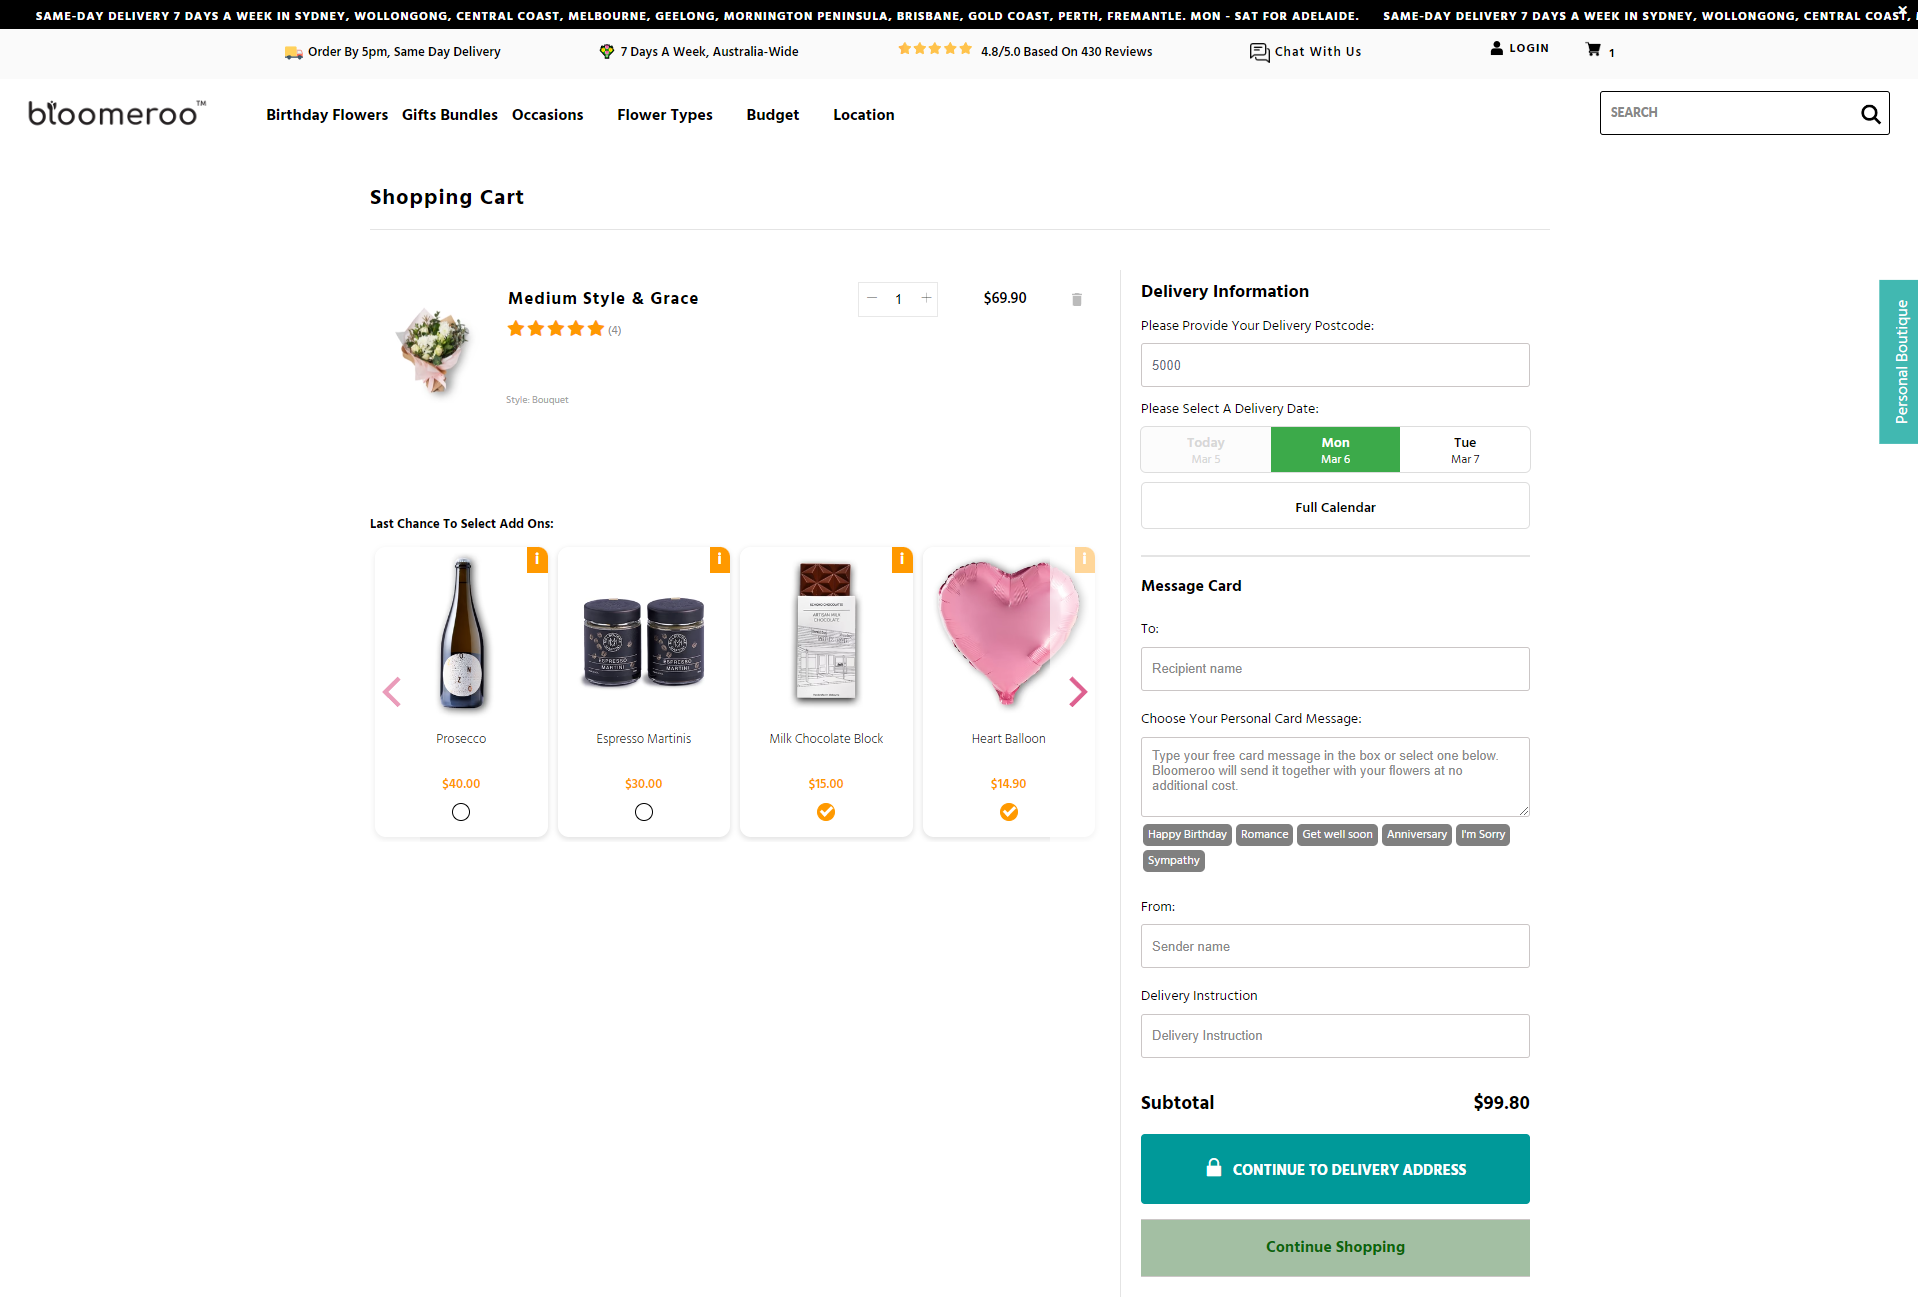 SAME-DAY DELIVERY 7 DAYS A WEEK IN SYDNEY, WOLLONGONG, CENTRAL COAST, MELBOURNE, GEELONG, MORNINGTON PENINSULA, BRISBANE, GOLD COAST, PERTH, FREMANTLE. MON - SAT FOR ADELAIDE. SAME-DAY DELIVERY 7 DAYS A WEEK IN SYDNEY, WOLLONGONG, CENTRAL COAST,
Order By 5pm, Same Day Delivery
7 Days A Week, Australia-Wide
4.8/5.0 Based On 430 Reviews
Chat With Us
LOGIN
1
bloomeroo™
Birthday Flowers Gifts Bundles Occasions Flower Types Budget Location
SEARCH
Shopping Cart
Medium Style & Grace
1
$69.90
(4)
Style: Bouquet
Last Chance To Select Add Ons:
i
i
i
i
ESPRESSO
MARTINI
ESPRESSO
MARTINI
ARTISAN MILK
CHOCOLATE
Prosecco
Espresso Martinis
Milk Chocolate Block
Heart Balloon
$40.00
$30.00
$15.00
$14.90
Delivery Information
Please Provide Your Delivery Postcode:
5000
Please Select A Delivery Date:
Today
Mar 5
Mon
Mar 6
Tue
Mar 7
Full Calendar
Message Card
To:
Recipient name
Choose Your Personal Card Message:
Type your free card message in the box or select one below.
Bloomeroo will send it together with your flowers at no
additional cost.
Happy Birthday Romance Get well soon Anniversary I'm Sorry
Sympathy
From:
Sender name
Delivery Instruction
Delivery Instruction
Subtotal $99.80
CONTINUE TO DELIVERY ADDRESS
Continue Shopping
Personal Boutique